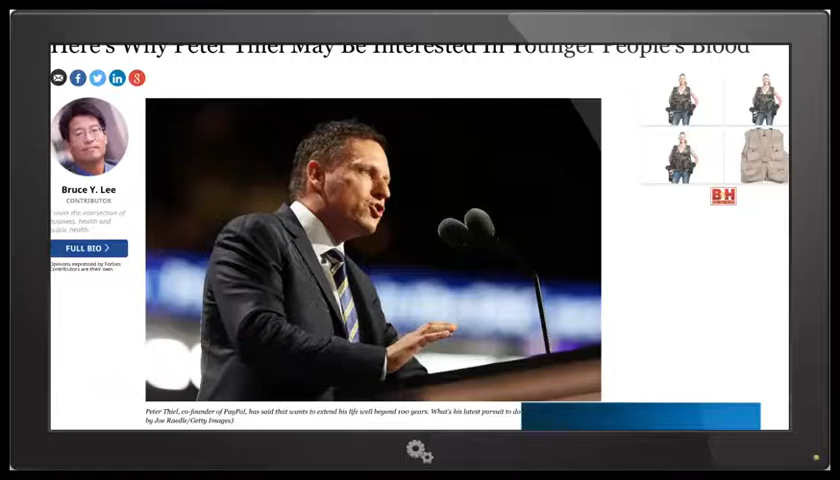 Here's Why Peter Thiel May Be Interested In Younger People's Blood
Bruce Y. Lee
CONTRIBUTOR
I cover the intersection of
business, health and
public health
FULL BIO >
Opinions expressed by Forbes
Contributors are their own.
B&H
Peter Thiel, co-founder of PayPal, has said that wants to extend his life well beyond 100 years. What's his latest pursuit to do
by Joe Raedle/Getty Images)